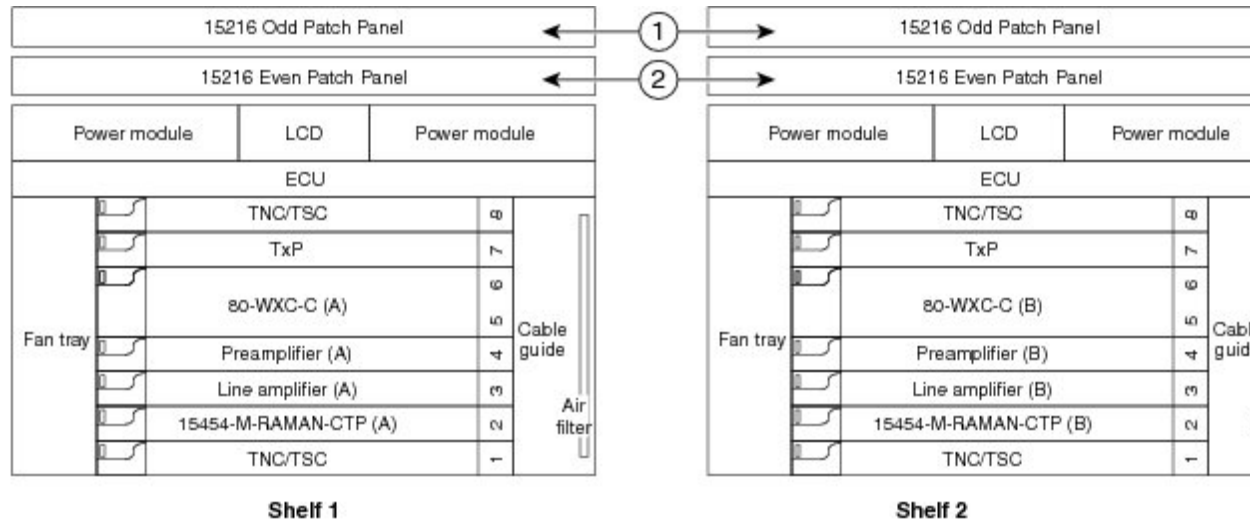 15216 Odd Patch Panel
1
15216 Odd Patch Panel
15216 Even Patch Panel
2
15216 Even Patch Panel
Power module
LCD
Power module
ECU
Fan tray
TNC/TSC
8
TxP
7
80-WXC-C (A)
6
5
Preamplifier (A)
4
Line amplifier (A)
3
15454-M-RAMAN-CTP (A)
2
TNC/TSC
1
Cable
guide
Air
filter
Shelf 1
Power module
LCD
Power module
ECU
Fan tray
TNC/TSC
8
TxP
7
80-WXC-C (B)
6
5
Preamplifier (B)
4
Line amplifier (B)
3
15454-M-RAMAN-CTP (B)
2
TNC/TSC
1
Shelf 2